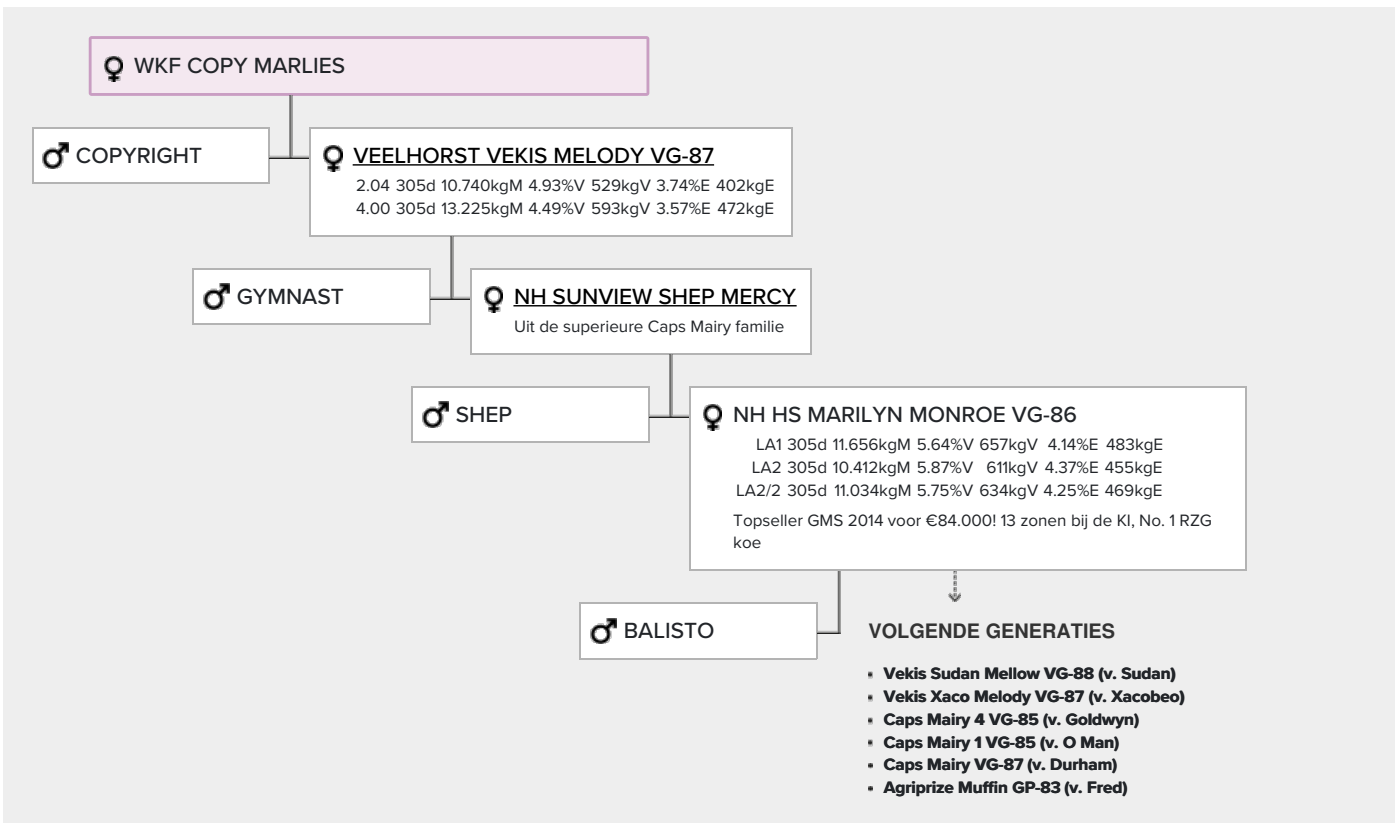 WKF COPY MARLIES
COPYRIGHT
VEELHORST VEKIS MELODY VG-87
2.04 305d 10.740kgM 4.93%V 529kgV 3.74%E 402kgE
4.00 305d 13.225kgM 4.49%V 593kgV 3.57%E 472kgE
GYMNAST
NH SUNVIEW SHEP MERCY
Uit de superieure Caps Mairy familie
SHEP
NH HS MARILYN MONROE VG-86
LA1 305d 11.656kgM 5.64%V 657kgV 4.14%E 483kgE
LA2 305d 10.412kgM 5.87%V 611kgV 4.37%E 455kgE
LA2/2 305d 11.034kgM 5.75%V 634kgV 4.25%E 469kgE
Topseller GMS 2014 voor €84.000! 13 zonen bij de KI, No. 1 RZG
koe
BALISTO
VOLGENDE GENERATIES
Vekis Sudan Mellow VG-88 (v. Sudan)
Vekis Xaco Melody VG-87 (v. Xacobeo)
Caps Mairy 4 VG-85 (v. Goldwyn)
Caps Mairy 1 VG-85 (v. O Man)
Caps Mairy VG-87 (v. Durham)
Agriprize Muffin GP-83 (v. Fred)